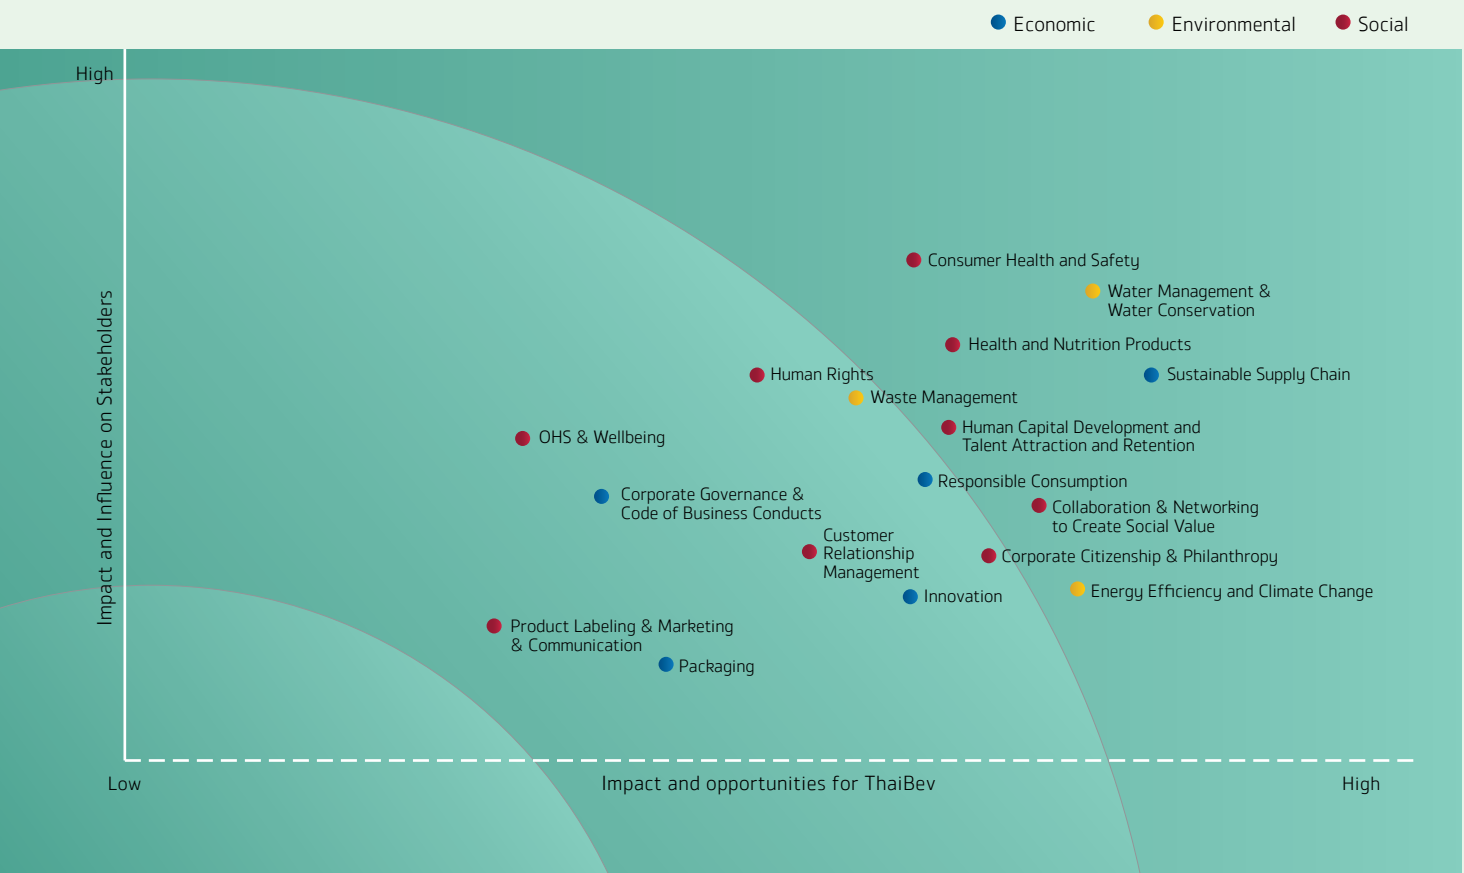 Economic
Environmental
Social
High
Impact and Influence on Stakeholders
Consumer Health and Safety
Water Management &
Water Conservation
Health and Nutrition Products
Human Rights
Sustainable Supply Chain
Waste Management
Human Capital Development and
Talent Attraction and Retention
OHS & Wellbeing
Responsible Consumption
Corporate Governance &
Code of Business Conducts
Collaboration & Networking
to Create Social Value
Customer
Relationship
Management
Corporate Citizenship & Philanthropy
Energy Efficiency and Climate Change
Innovation
Product Labeling & Marketing
& Communication
Packaging
Low
Impact and opportunities for ThaiBev
High